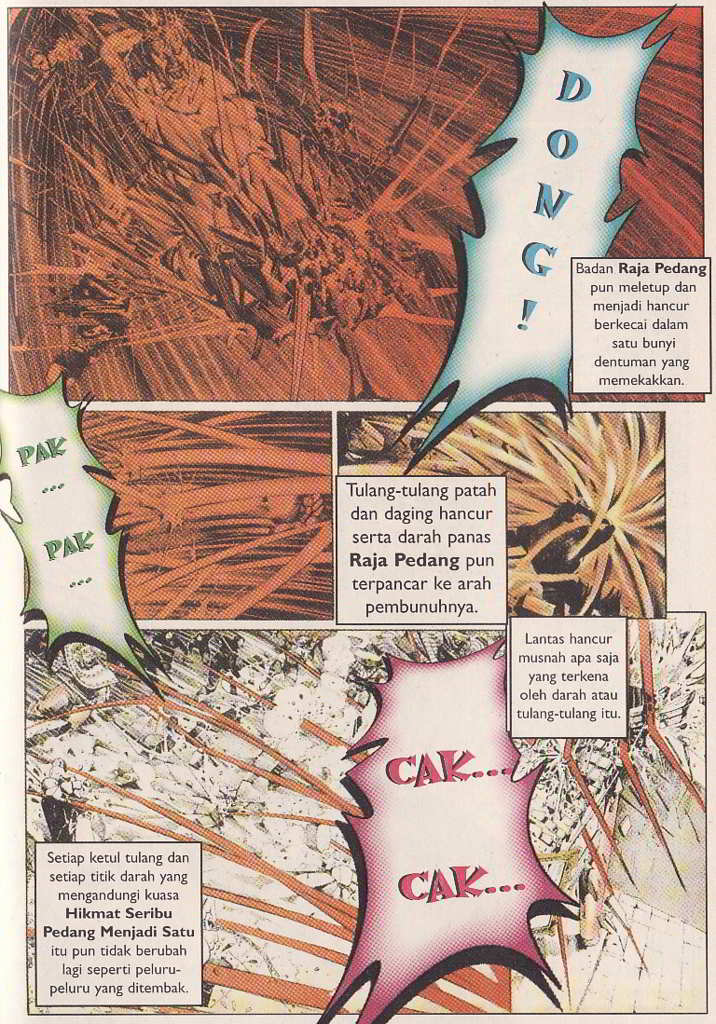 DONG!
Badan Raja Pedang
pun meletup dan
menjadi hancur
berkecai dalam
satu bunyi
dentuman yang
memekakkan.
PAK
...
PAK
...
Tulang-tulang patah
dan daging hancur
serta darah panas
Raja Pedang pun
terpancar ke arah
pembunuhnya.
Lantas hancur
musnah apa saja
yang terkena
oleh darah atau
tulang-tulang itu.
CAK...
CAK...
Setiap ketul tulang dan
setiap titik darah yang
mengandungi kuasa
Hikmat Seribu
Pedang Menjadi Satu
itu pun tidak berubah
lagi seperti peluru-
peluru yang ditembak.